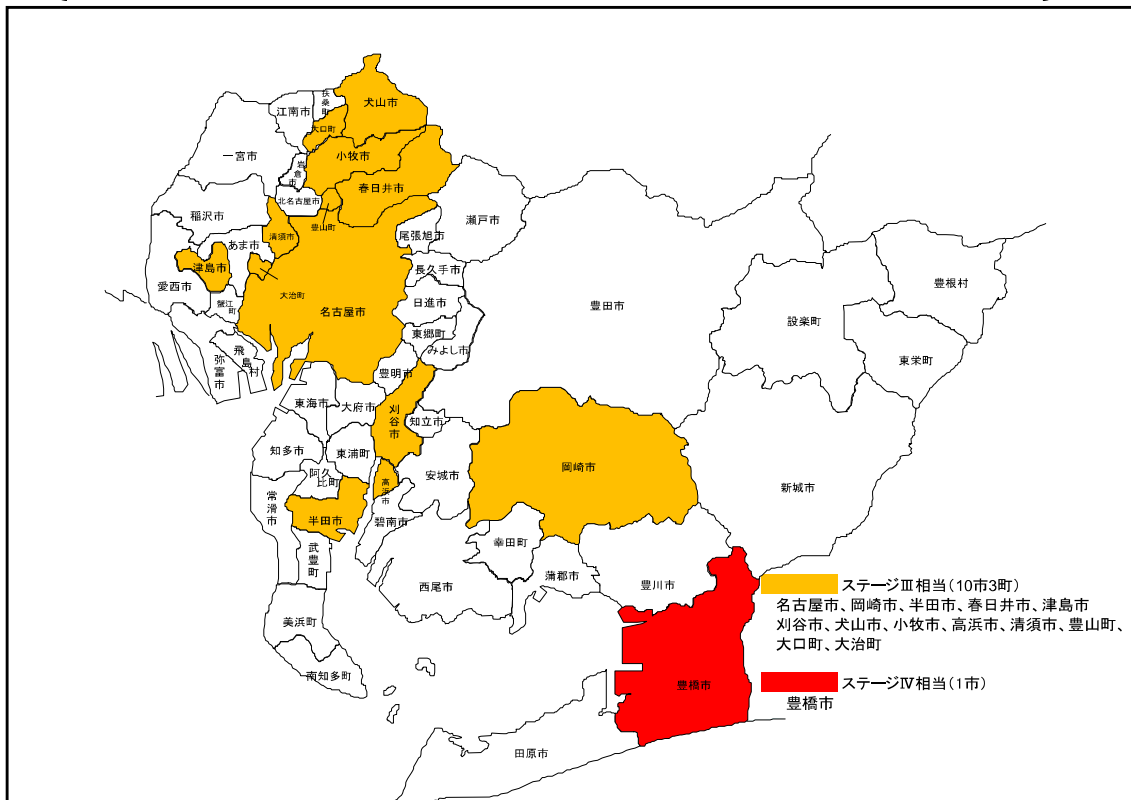 扶桑町
江南市
犬山市
大口町
一宮市
小牧市
岩倉市
春日井市
北名古屋市
瀬戸市
稲沢市
豊山町
清須市
尾張旭市
あま市
津島市
長久手市
愛西市
大治町
蟹江町
日進市
名古屋市
豊田市
豊根村
設楽町
東郷町
みよし市
東栄町
飛島村
弥富市
豊明市
東海市
大府市
刈谷市
知立市
知多市
東浦町
安城市
岡崎市
阿久比町
高浜市
新城市
常滑市
半田市
碧南市
幸田町
武豊町
西尾市
蒲郡市
豊川市
美浜町
南知多町
豊橋市
田原市
ステージⅢ相当(10市3町)
名古屋市、岡崎市、半田市、春日井市、津島市
刈谷市、犬山市、小牧市、高浜市、清須市、豊山町、
大口町、大治町
ステージⅣ相当(1市)
豊橋市